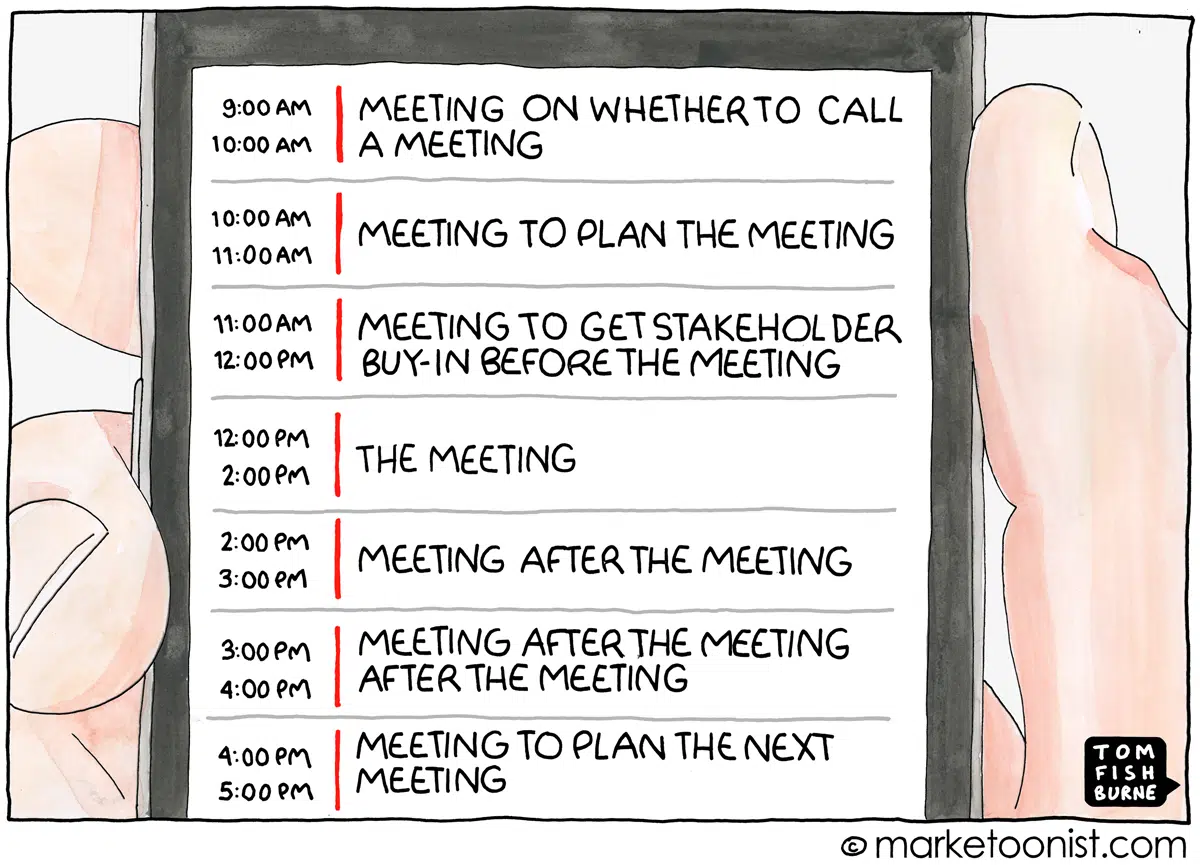 9:00 AM
10:00 AM
MEETING ON WHETHER TO CALL
A MEETING
10:00 AM
11:00 AM
MEETING TO PLAN THE MEETING
11:00 AM
12:00 PM
MEETING TO GET STAKEHOLDER
BUY-IN BEFORE THE MEETING
12:00 PM
2:00 PM
THE MEETING
2:00 PM
3:00 PM
MEETING AFTER THE MEETING
3:00 PM
4:00 PM
MEETING AFTER THE MEETING
AFTER THE MEETING
4:00 PM
5:00 PM
MEETING TO PLAN THE NEXT
MEETING
TOM
FISH
BURNE
© marketoonist.com